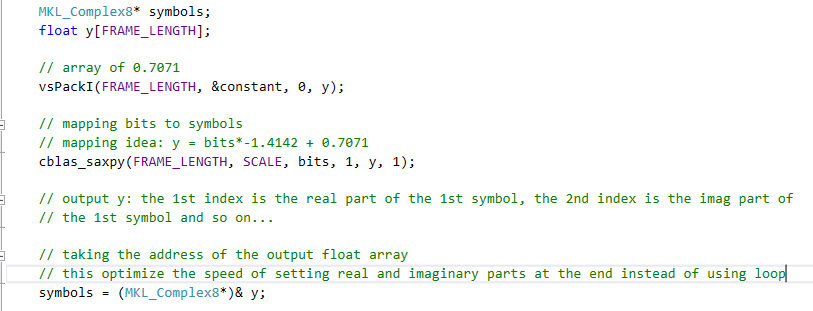 MKL_Complex8* symbols;
float y[FRAME_LENGTH];
// array of 0.7071
vsPackI(FRAME_LENGTH, &constant, 0, y);
// mapping bits to symbols
// mapping idea: y = bits*-1.4142 + 0.7071
cblas_saxpy(FRAME_LENGTH, SCALE, bits, 1, y, 1);
// output y: the 1st index is the real part of the 1st symbol, the 2nd index is the imag part of
// the 1st symbol and so on...
// taking the address of the output float array
// this optimize the speed of setting real and imaginary parts at the end instead of using loop
symbols = (MKL_Complex8*)& y;